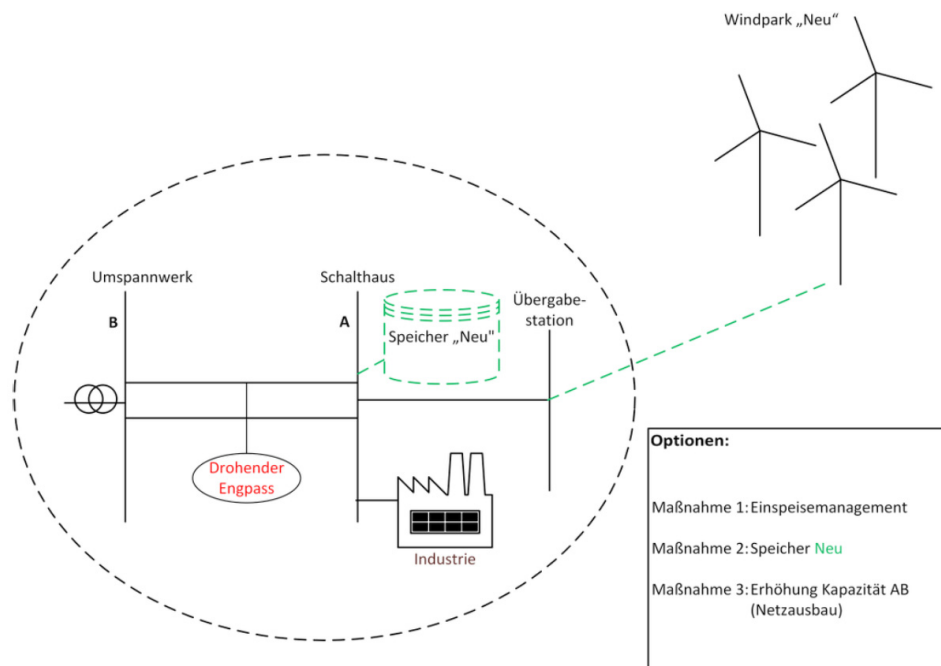 Windpark „Neu“
Umspannwerk
Schalthaus
Übergabe-
station
B
A
Speicher „Neu"
Drohender
Engpass
Industrie
Optionen:
Maßnahme 1: Einspeisemanagement
Maßnahme 2: Speicher Neu
Maßnahme 3: Erhöhung Kapazität AB
(Netzausbau)